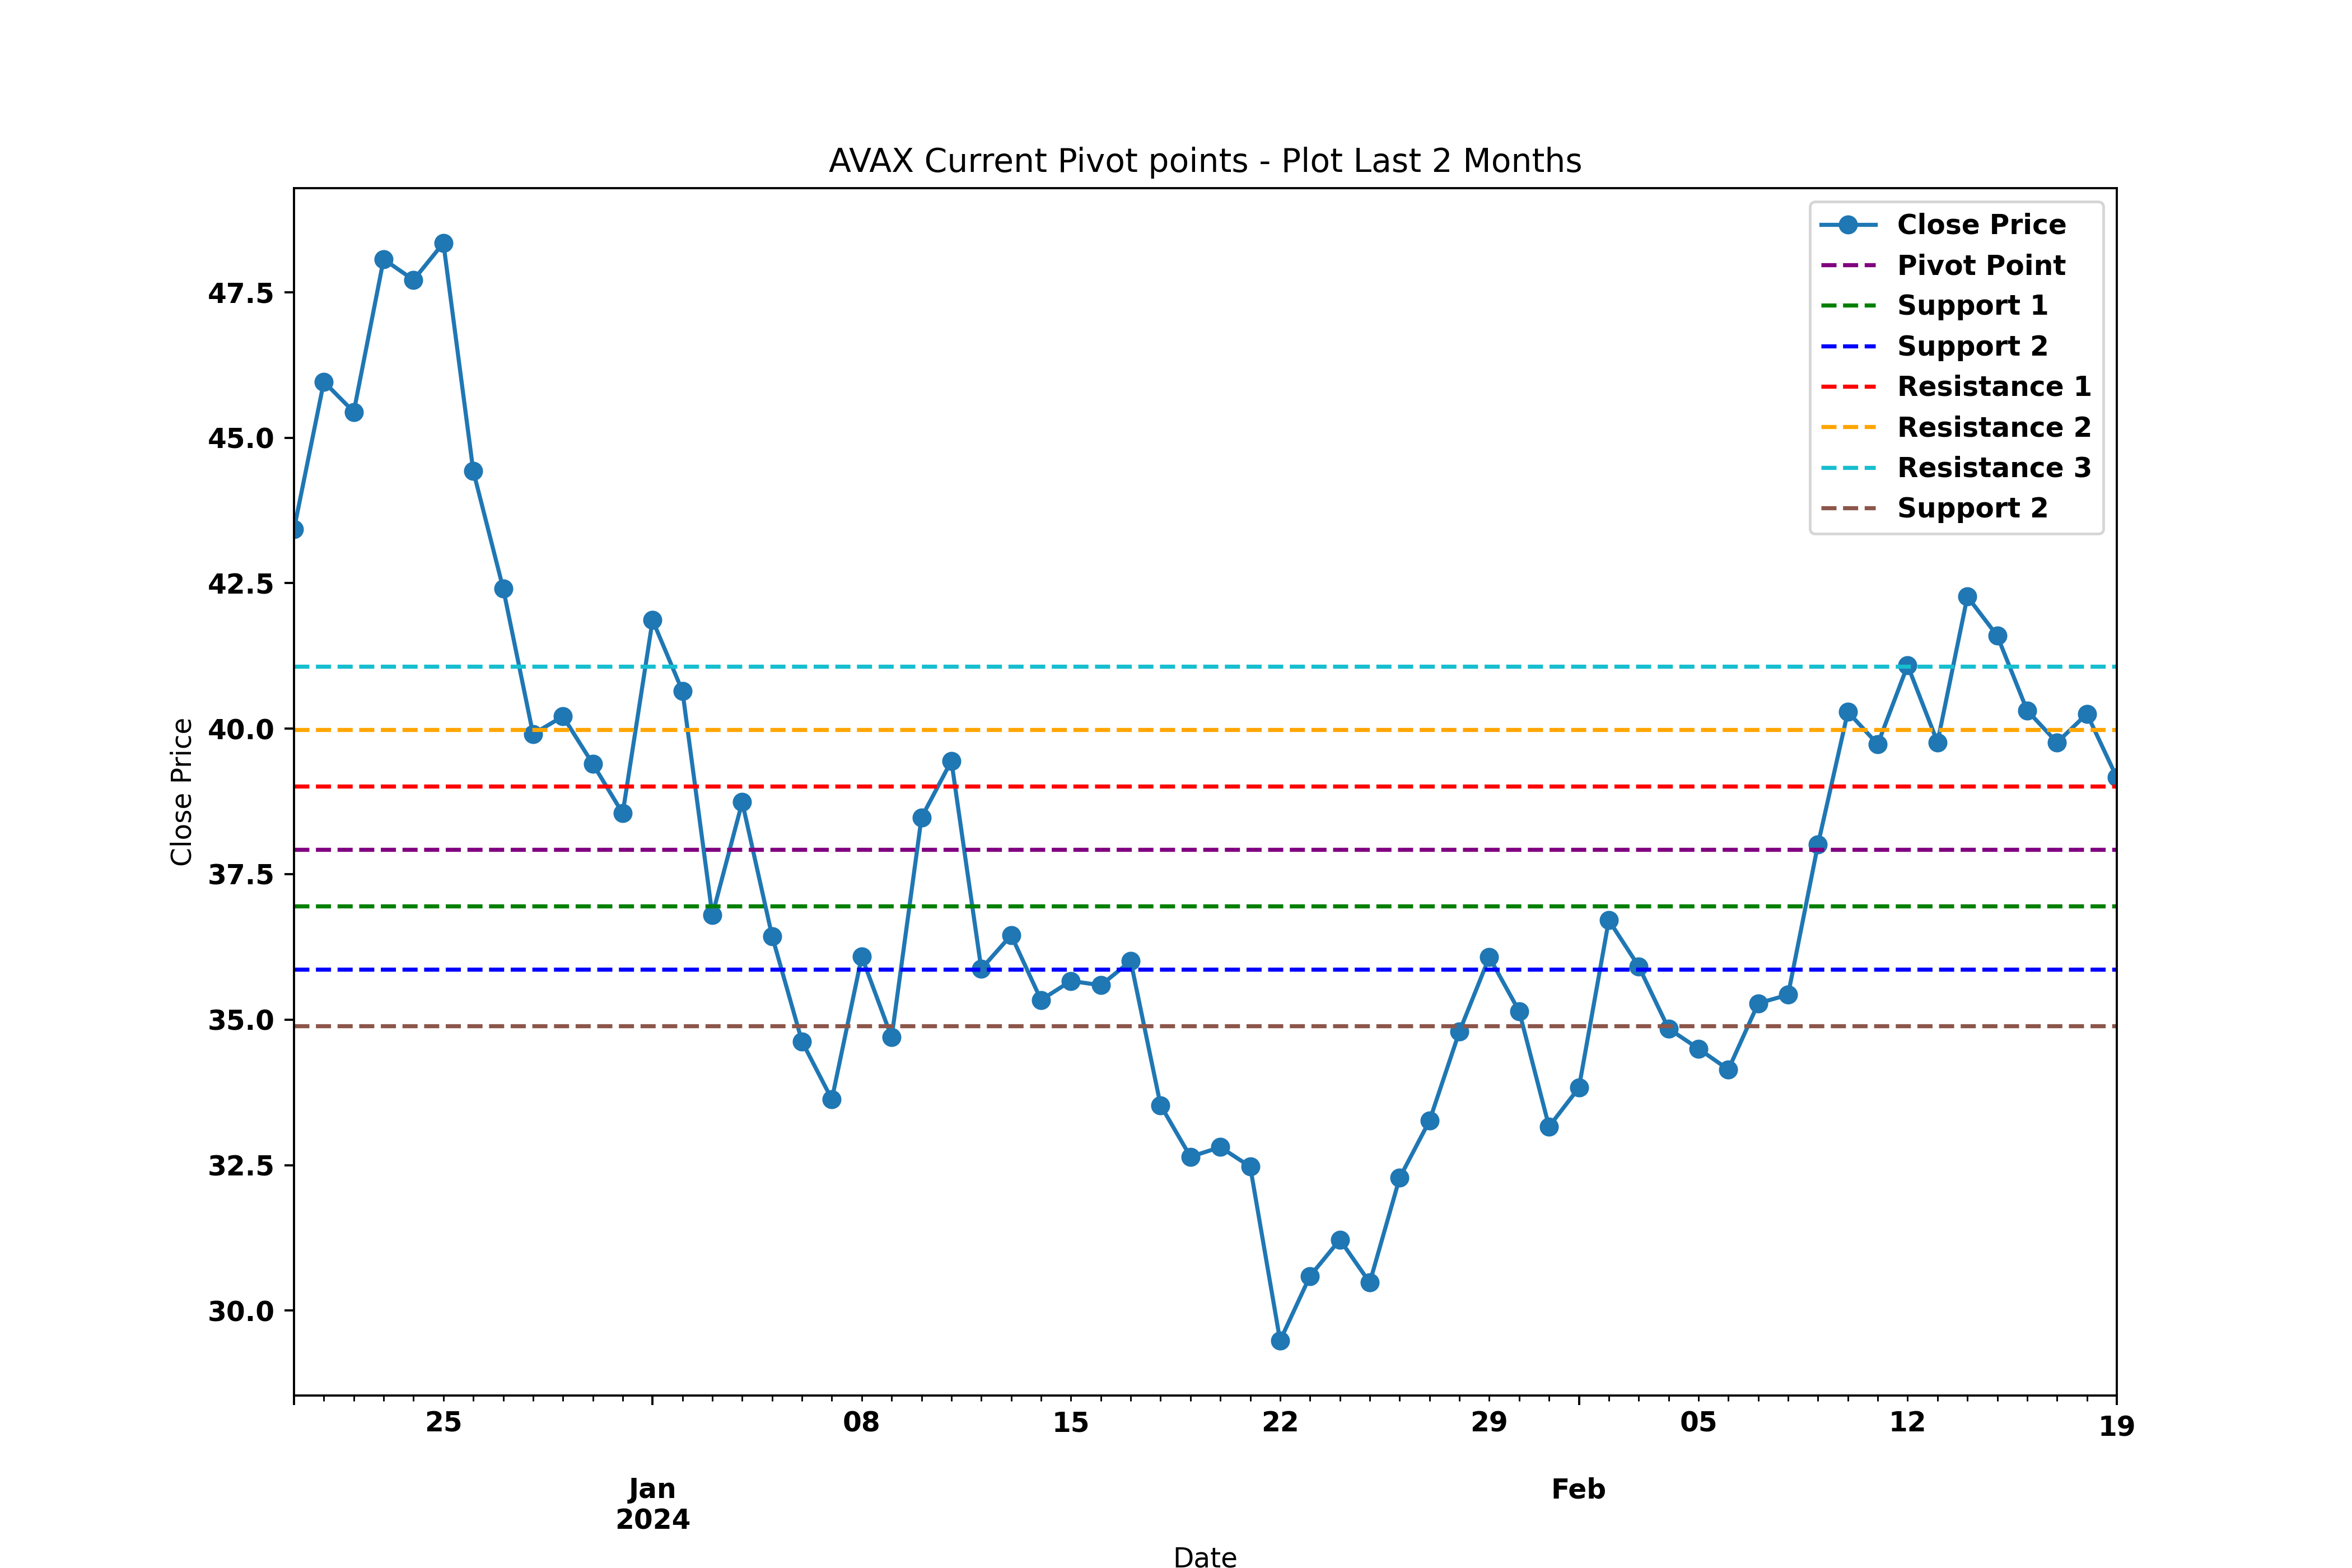 AVAX Current Pivot points - Plot Last 2 Months
Close Price
Pivot Point
Support 1
Support 2
Resistance 1
Resistance 2
Resistance 3
Support 2
47.5
45.0
42.5
40.0
37.5
35.0
32.5
30.0
Close Price
25
08
15
22
29
05
12
19
Jan
2024
Feb
Date